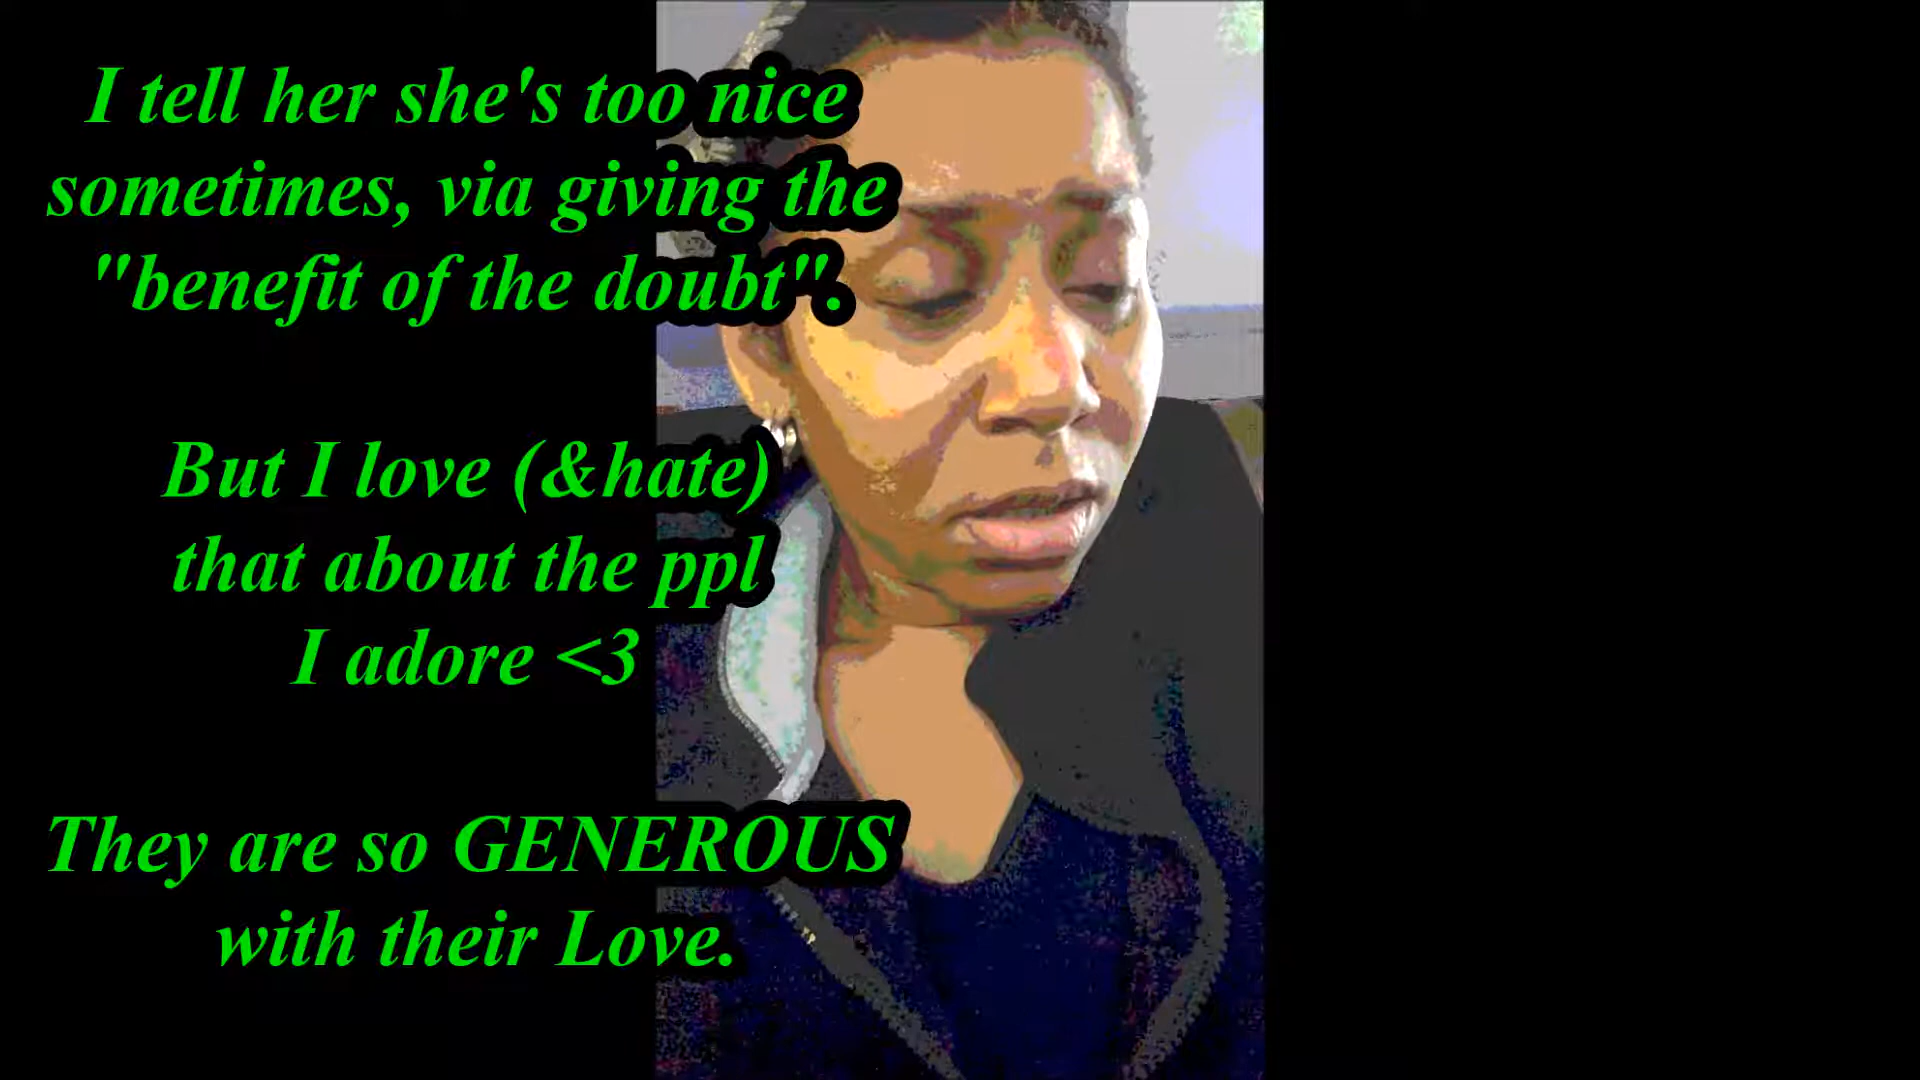 I tell her she's too nice
sometimes, via giving the
"benefit of the doubt".
But I love (&hate)
that about the ppl
I adore <3
They are so GENEROUS
with their Love.